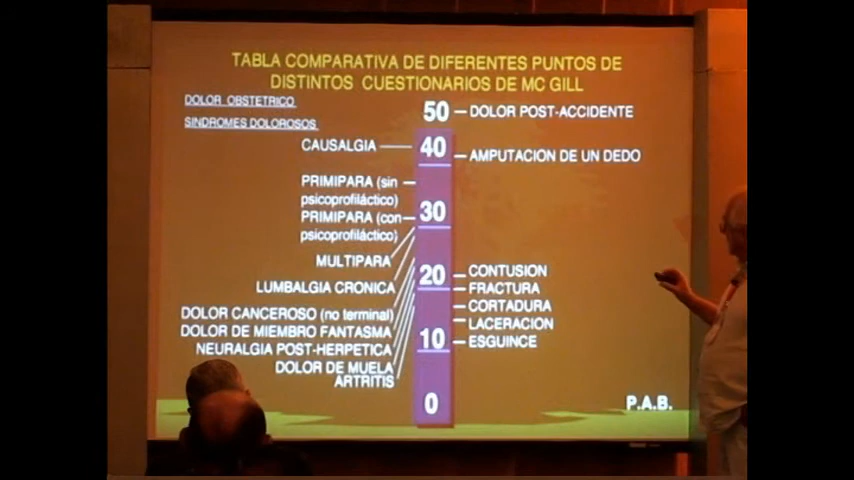 TABLA COMPARATIVA DE DIFERENTES PUNTOS DE
DISTINTOS CUESTIONARIOS DE MC GILL
DOLOR OBSTETRICO
SINDROMES DOLOROSOS
50
DOLOR POST-ACCIDENTE
CAUSALGIA
40
AMPUTACION DE UN DEDO
PRIMIPARA (sin
psicoprofiláctico)
PRIMIPARA (con
psicoprofiláctico)
30
MULTIPARA
LUMBALGIA CRONICA
20
CONTUSION
FRACTURA
CORTADURA
LACERACION
ESGUINCE
DOLOR CANCEROSO (no terminal)
DOLOR DE MIEMBRO FANTASMA
NEURALGIA POST-HERPETICA
DOLOR DE MUELA
ARTRITIS
10
0
P.A.B.